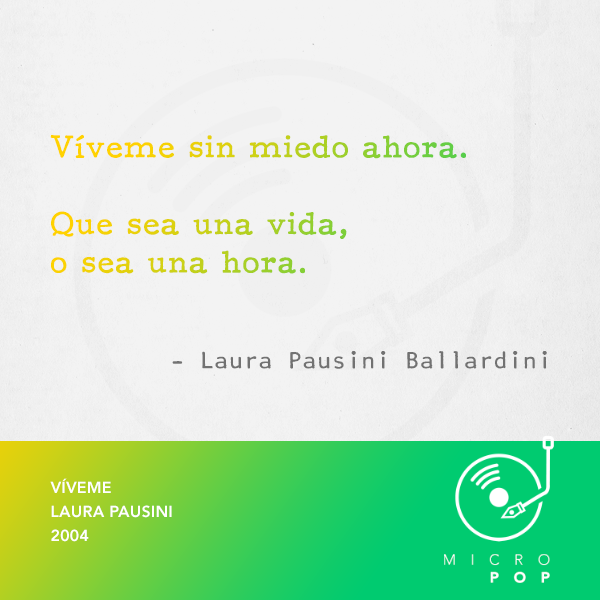 Víveme sin miedo ahora.
Que sea una vida,
o sea una hora.
– Laura Pausini Ballardini
VÍVEME
LAURA PAUSINI
2004
MICRO
POP